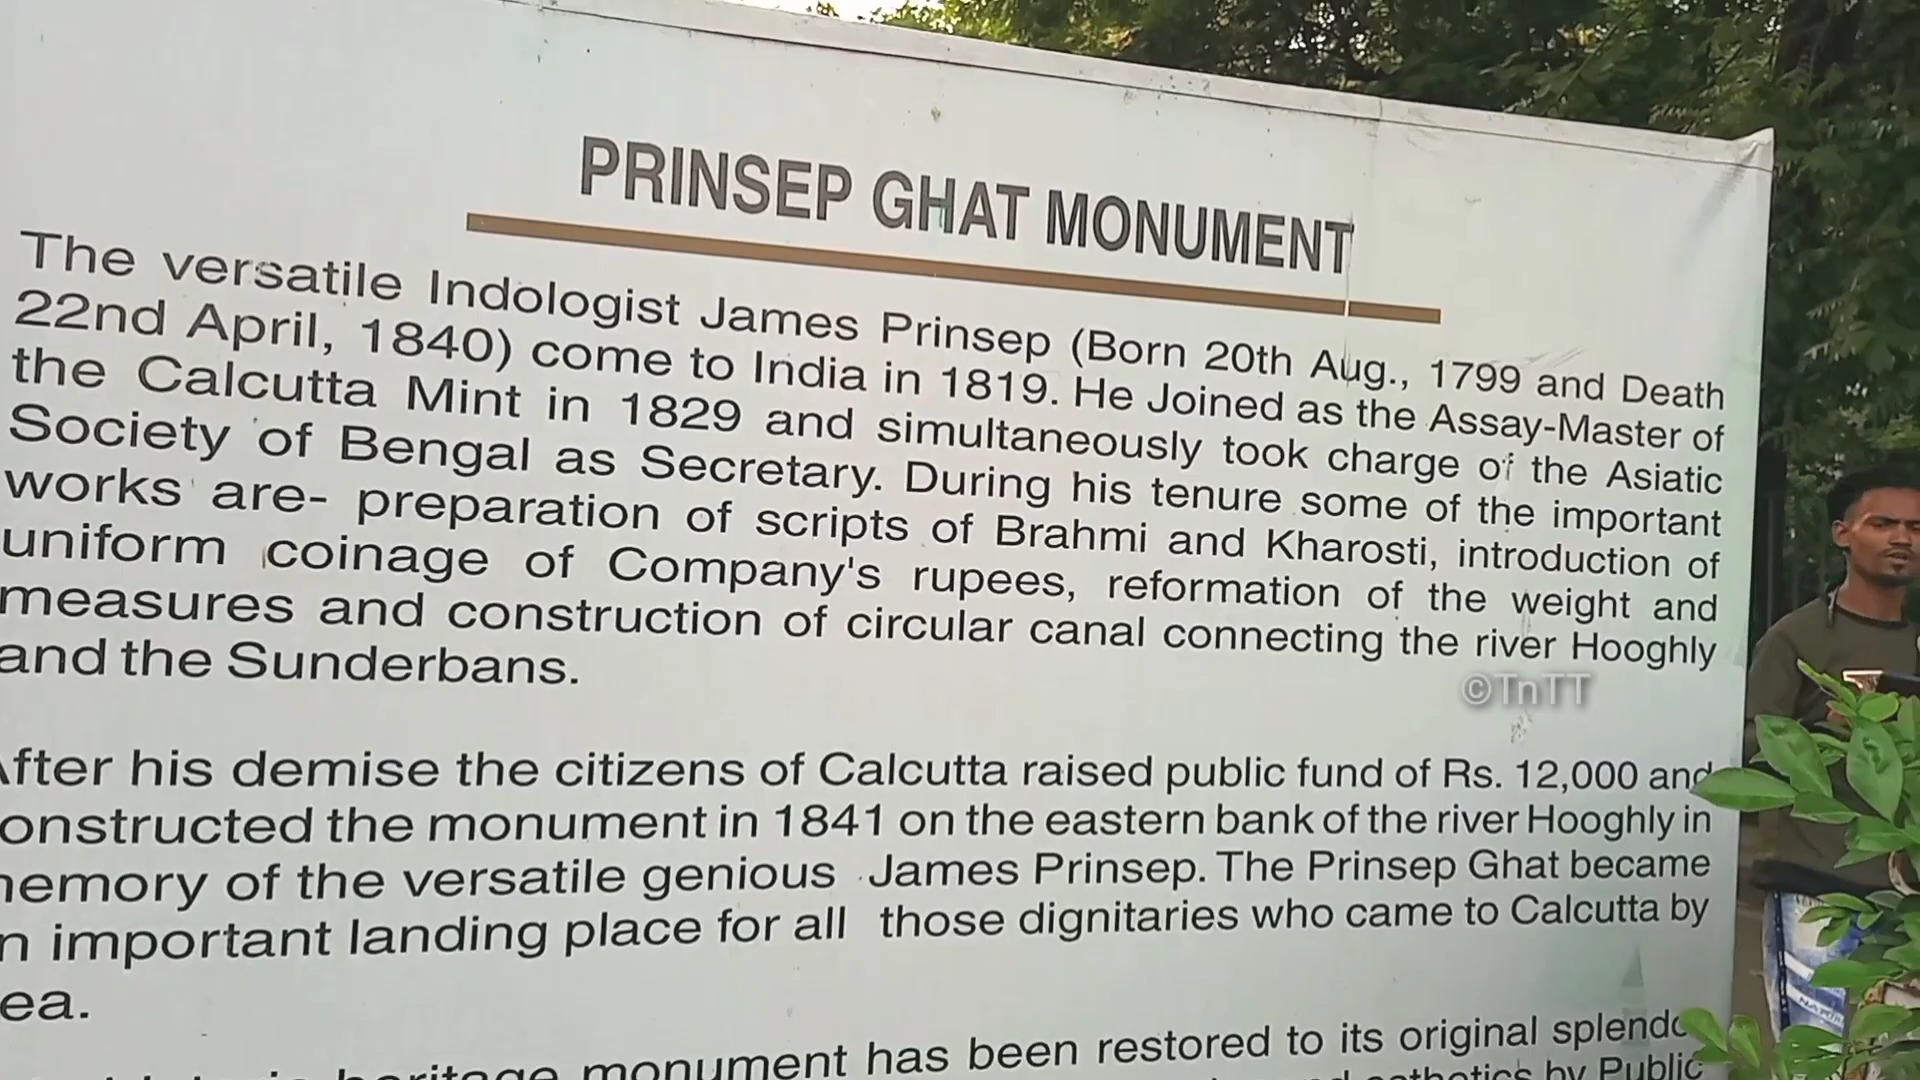 PRINSEP GHAT MONUMENT
The versatile Indologist James Prinsep (Born 20th Aug., 1799 and Death
22nd April, 1840) come to India in 1819. He Joined as the Assay-Master of
the Calcutta Mint in 1829 and simultaneously took charge of the Asiatic
Society of Bengal as Secretary. During his tenure some of the important
works are- preparation of scripts of Brahmi and Kharosti, introduction of
uniform coinage of Company's rupees, reformation of the weight and
measures and construction of circular canal connecting the river Hooghly
and the Sunderbans.
©TnTT
fter his demise the citizens of Calcutta raised public fund of Rs. 12,000 and
onstructed the monument in 1841 on the eastern bank of the river Hooghly in
emory of the versatile genious James Prinsep. The Prinsep Ghat became
n important landing place for all those dignitaries who came to Calcutta by
ea.
heritage monument has been restored to its original splendo
by Public